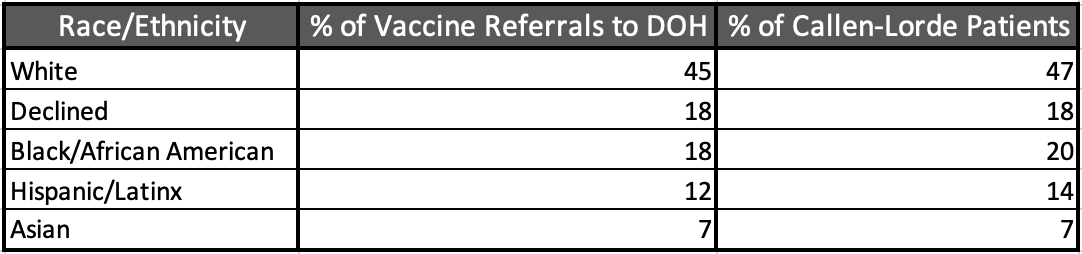 Race/Ethnicity % of Vaccine Referrals to DOH % of Callen-Lorde Patients
White 45 47
Declined 18 18
Black/African American 18 20
Hispanic/Latinx 12 14
Asian 7 7